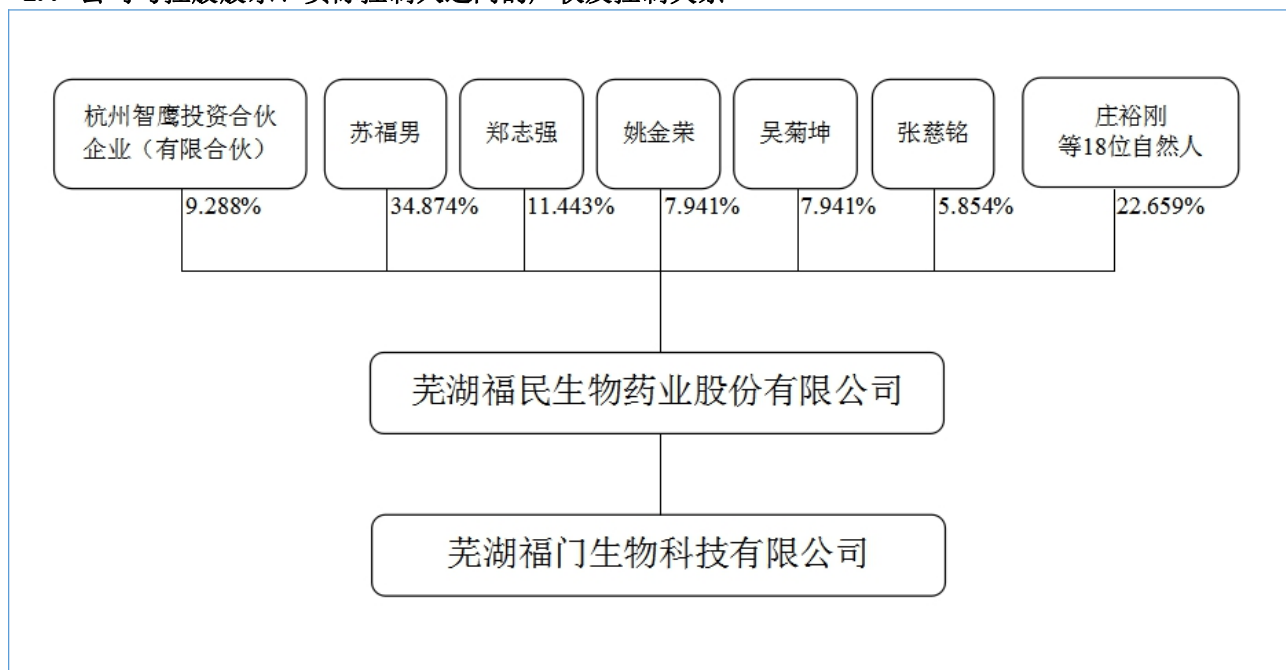 杭州智鹰投资合伙
企业（有限合伙）
苏福男
郑志强
姚金荣
吴菊坤
张慈铭
庄裕刚
等18位自然人
9.288%
34.874%
11.443%
7.941%
7.941%
5.854%
22.659%
芜湖福民生物药业股份有限公司
芜湖福门生物科技有限公司